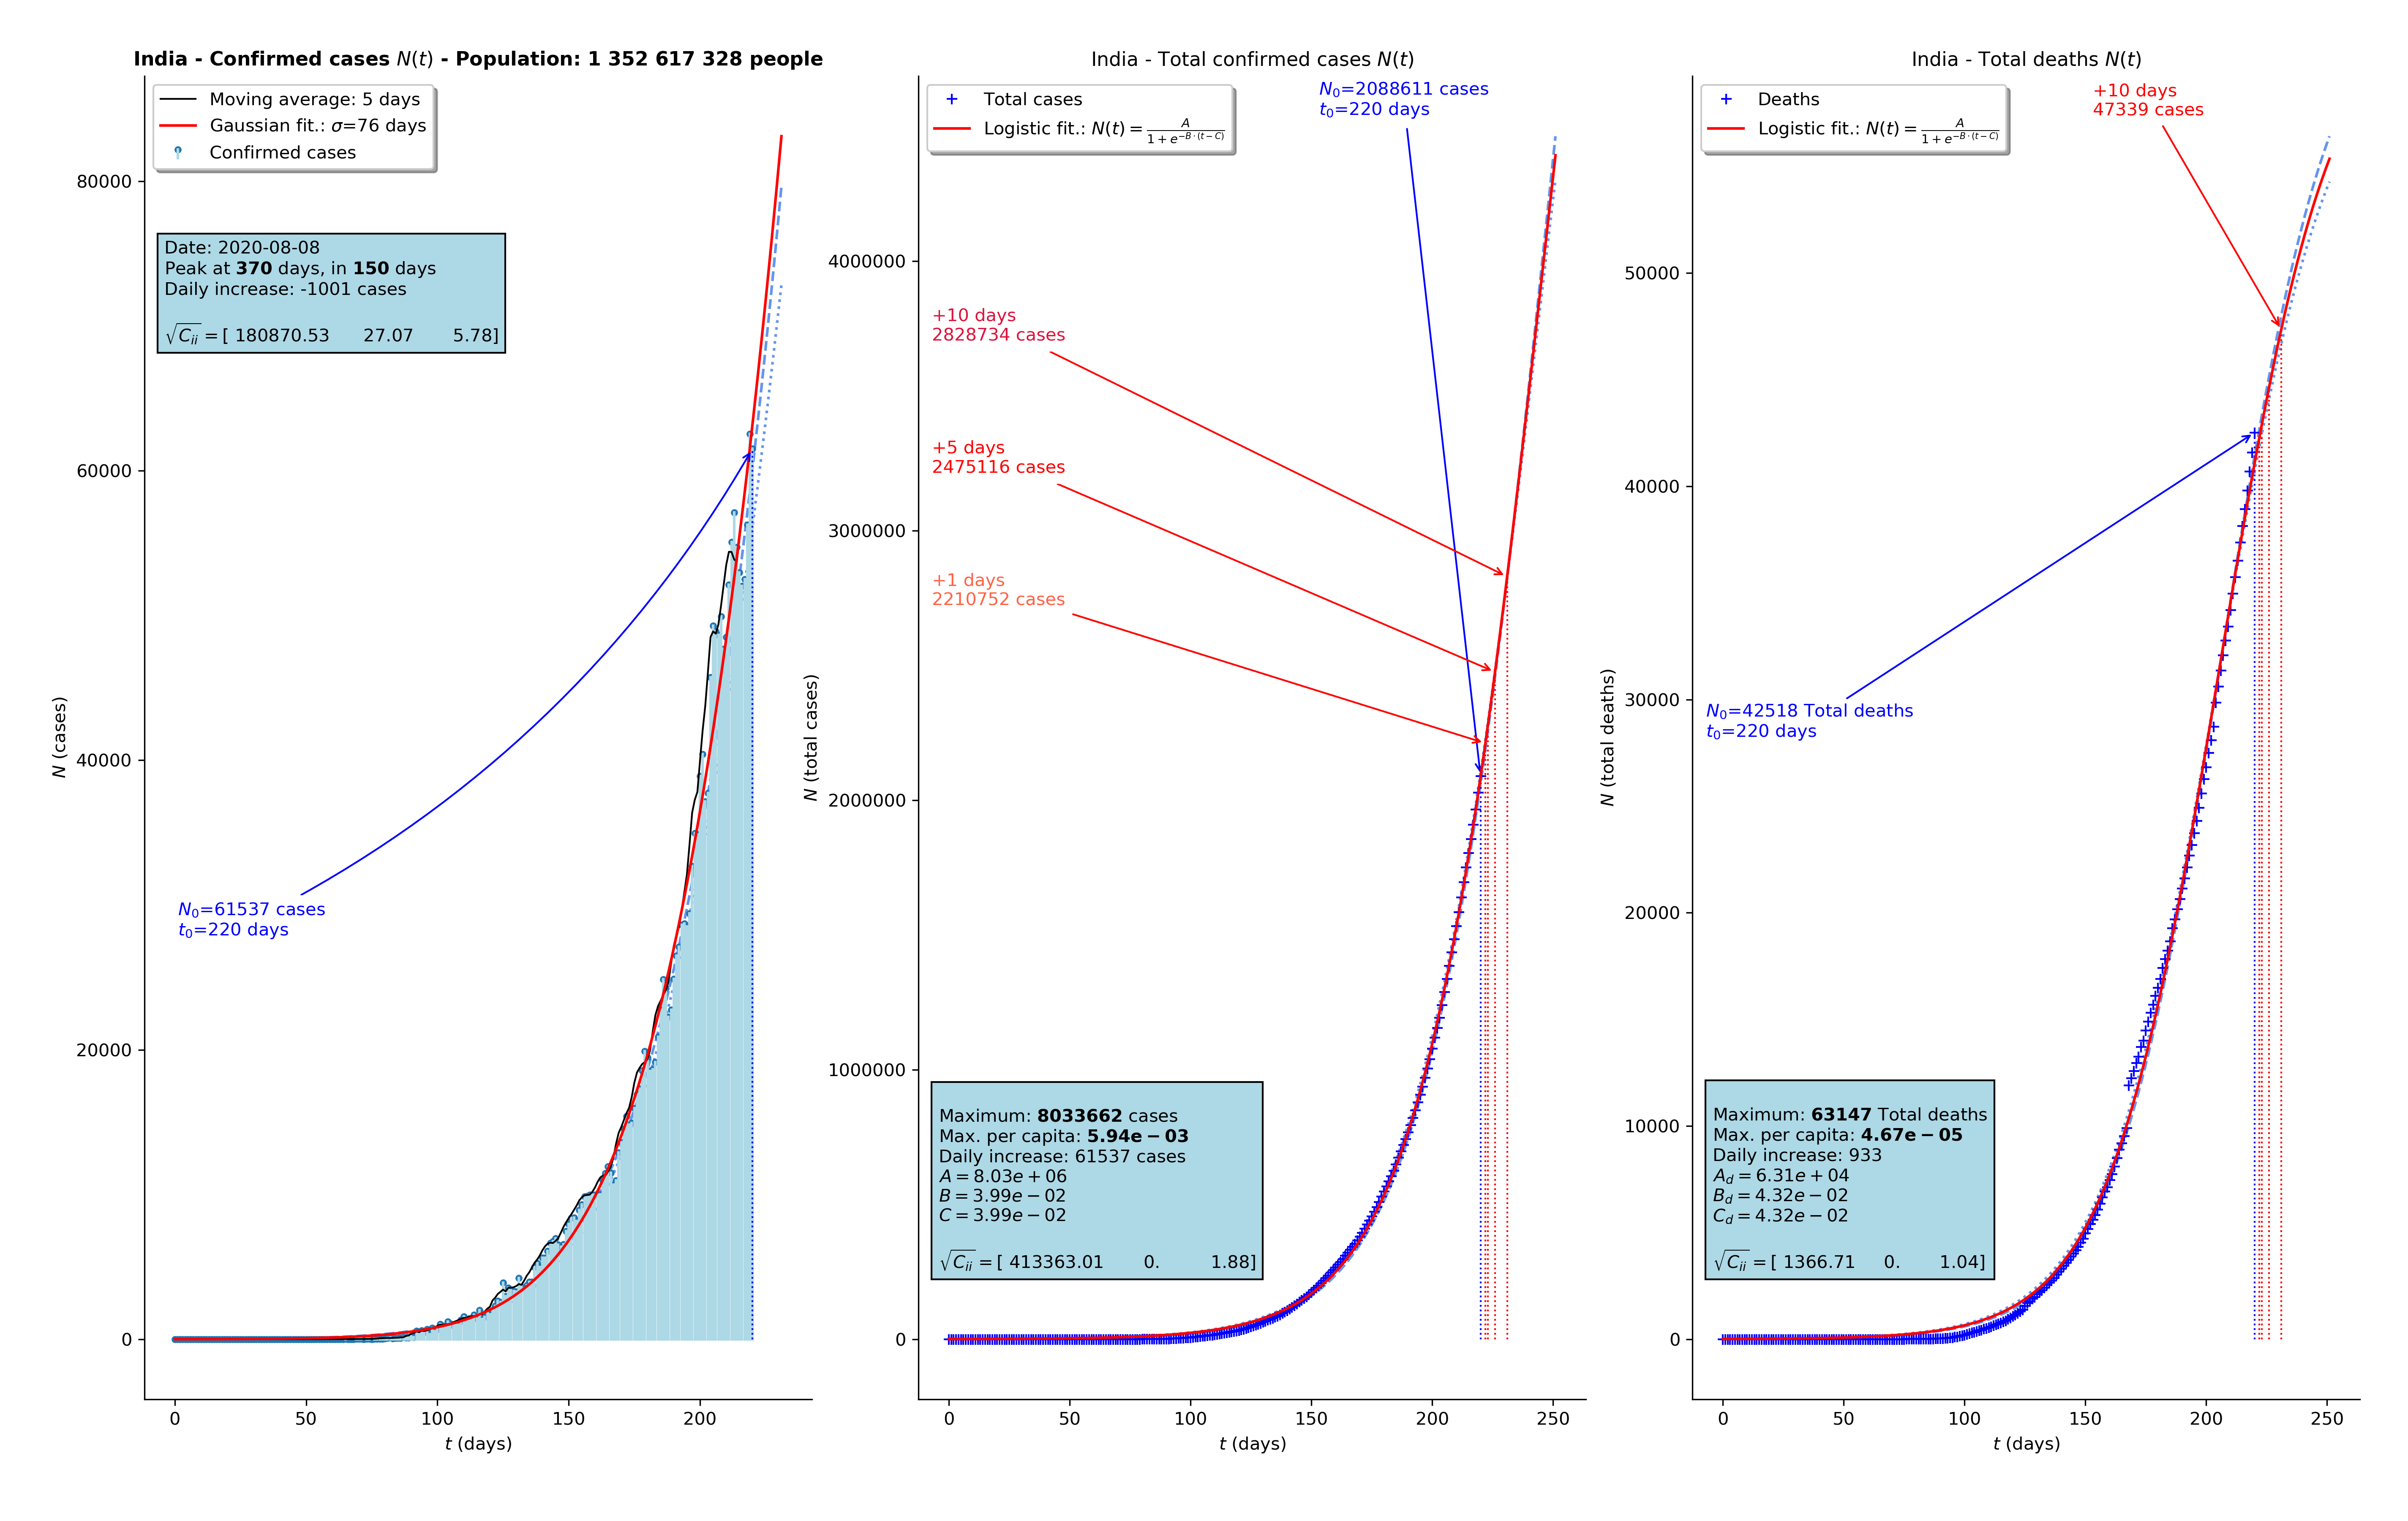 India - Confirmed cases N(t) - Population: 1 352 617 328 people
Moving average: 5 days
Gaussian fit.: σ=76 days
Confirmed cases
Date: 2020-08-08
Peak at 370 days, in 150 days
Daily increase: -1001 cases
√C_ii = [ 180870.53 27.07 5.78]
N_0=61537 cases
t_0=220 days
80000
60000
40000
20000
0
N (cases)
0 50 100 150 200
t (days)
India - Total confirmed cases N(t)
Total cases
Logistic fit.: N(t) = A / (1 + e^{-B·(t-C)})
N_0=2088611 cases
t_0=220 days
+10 days
2828734 cases
+5 days
2475116 cases
+1 days
2210752 cases
Maximum: 8033662 cases
Max. per capita: 5.94e − 03
Daily increase: 61537 cases
A = 8.03e + 06
B = 3.99e − 02
C = 3.99e − 02
√C_ii = [ 413363.01 0. 1.88]
4000000
3000000
2000000
1000000
0
N (total cases)
0 50 100 150 200 250
t (days)
India - Total deaths N(t)
Deaths
Logistic fit.: N(t) = A / (1 + e^{-B·(t-C)})
+10 days
47339 cases
N_0=42518 Total deaths
t_0=220 days
Maximum: 63147 Total deaths
Max. per capita: 4.67e − 05
Daily increase: 933
A_d = 6.31e + 04
B_d = 4.32e − 02
C_d = 4.32e − 02
√C_ii = [ 1366.71 0. 1.04]
50000
40000
30000
20000
10000
0
N (total deaths)
0 50 100 150 200 250
t (days)